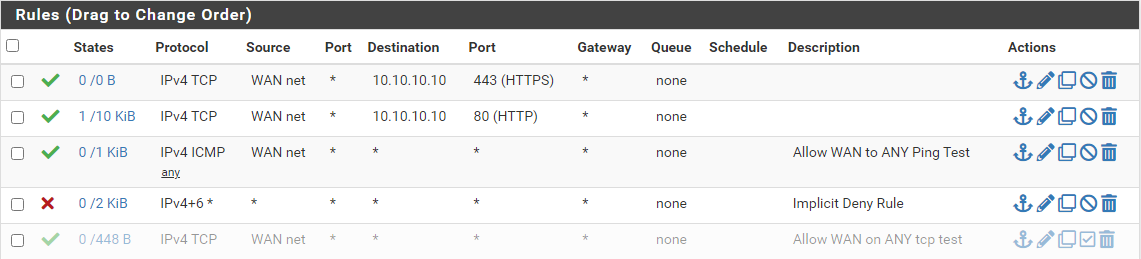 Rules (Drag to Change Order)
States Protocol Source Port Destination Port Gateway Queue Schedule Description Actions
0 /0 B IPv4 TCP WAN net * 10.10.10.10 443 (HTTPS) * none
1 /10 KiB IPv4 TCP WAN net * 10.10.10.10 80 (HTTP) * none
0 /1 KiB IPv4 ICMP WAN net * * * * none Allow WAN to ANY Ping Test
any
0 /2 KiB IPv4+6 * * * * * * none Implicit Deny Rule
0 /448 B IPv4 TCP WAN net * * * * none Allow WAN on ANY tcp test